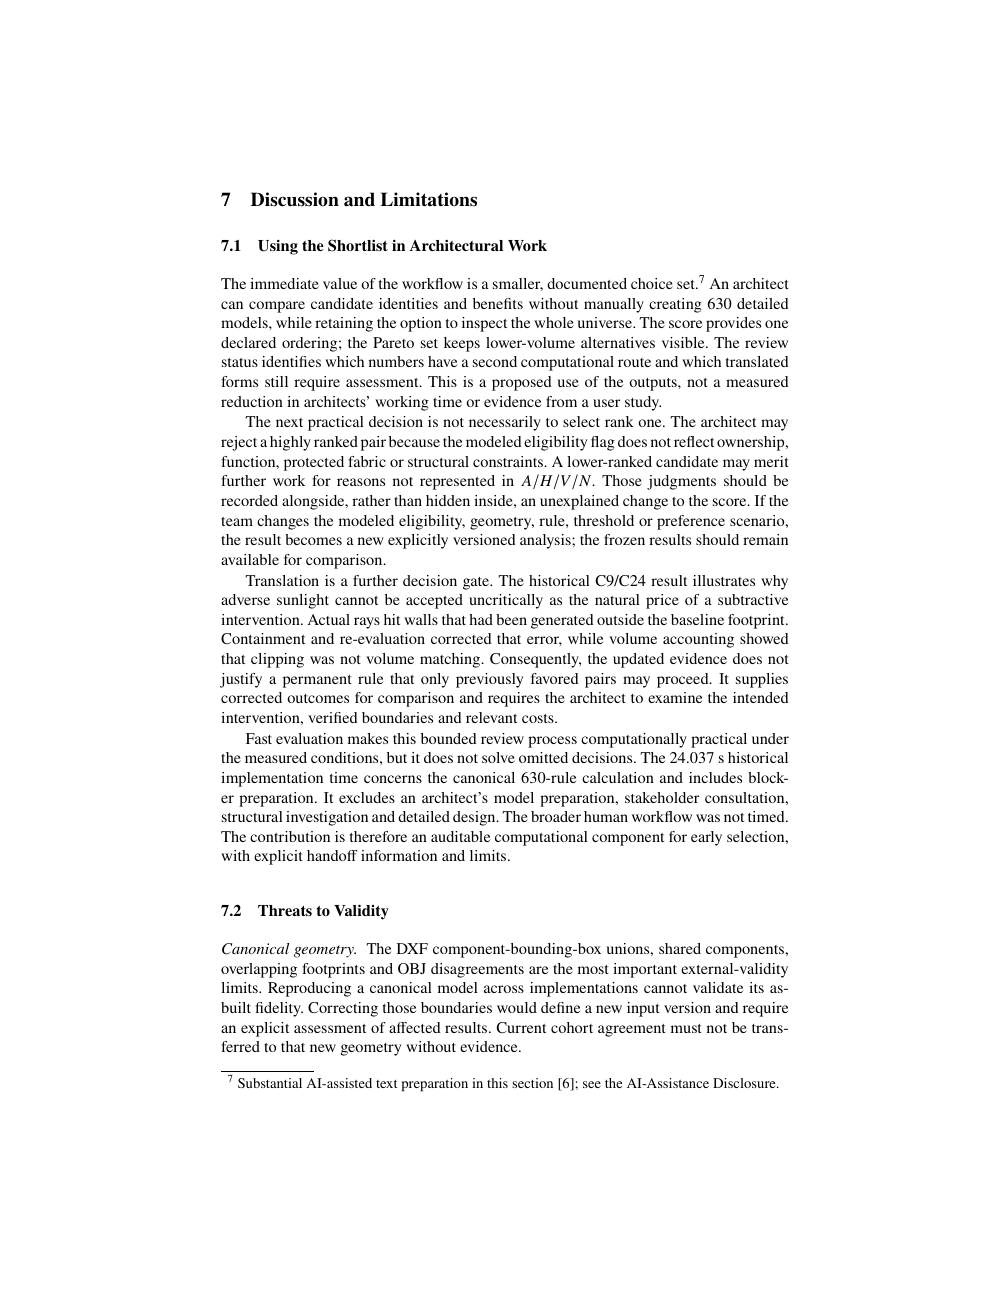 7 Discussion and Limitations
7.1 Using the Shortlist in Architectural Work
The immediate value of the workflow is a smaller, documented choice set.7 An architect
can compare candidate identities and benefits without manually creating 630 detailed
models, while retaining the option to inspect the whole universe. The score provides one
declared ordering; the Pareto set keeps lower-volume alternatives visible. The review
status identifies which numbers have a second computational route and which translated
forms still require assessment. This is a proposed use of the outputs, not a measured
reduction in architects’ working time or evidence from a user study.
The next practical decision is not necessarily to select rank one. The architect may
reject a highly ranked pair because the modeled eligibility flag does not reflect ownership,
function, protected fabric or structural constraints. A lower-ranked candidate may merit
further work for reasons not represented in A/H/V/N. Those judgments should be
recorded alongside, rather than hidden inside, an unexplained change to the score. If the
team changes the modeled eligibility, geometry, rule, threshold or preference scenario,
the result becomes a new explicitly versioned analysis; the frozen results should remain
available for comparison.
Translation is a further decision gate. The historical C9/C24 result illustrates why
adverse sunlight cannot be accepted uncritically as the natural price of a subtractive
intervention. Actual rays hit walls that had been generated outside the baseline footprint.
Containment and re-evaluation corrected that error, while volume accounting showed
that clipping was not volume matching. Consequently, the updated evidence does not
justify a permanent rule that only previously favored pairs may proceed. It supplies
corrected outcomes for comparison and requires the architect to examine the intended
intervention, verified boundaries and relevant costs.
Fast evaluation makes this bounded review process computationally practical under
the measured conditions, but it does not solve omitted decisions. The 24.037 s historical
implementation time concerns the canonical 630-rule calculation and includes block-
er preparation. It excludes an architect’s model preparation, stakeholder consultation,
structural investigation and detailed design. The broader human workflow was not timed.
The contribution is therefore an auditable computational component for early selection,
with explicit handoff information and limits.
7.2 Threats to Validity
Canonical geometry. The DXF component-bounding-box unions, shared components,
overlapping footprints and OBJ disagreements are the most important external-validity
limits. Reproducing a canonical model across implementations cannot validate its as-
built fidelity. Correcting those boundaries would define a new input version and require
an explicit assessment of affected results. Current cohort agreement must not be trans-
ferred to that new geometry without evidence.
7 Substantial AI-assisted text preparation in this section [6]; see the AI-Assistance Disclosure.